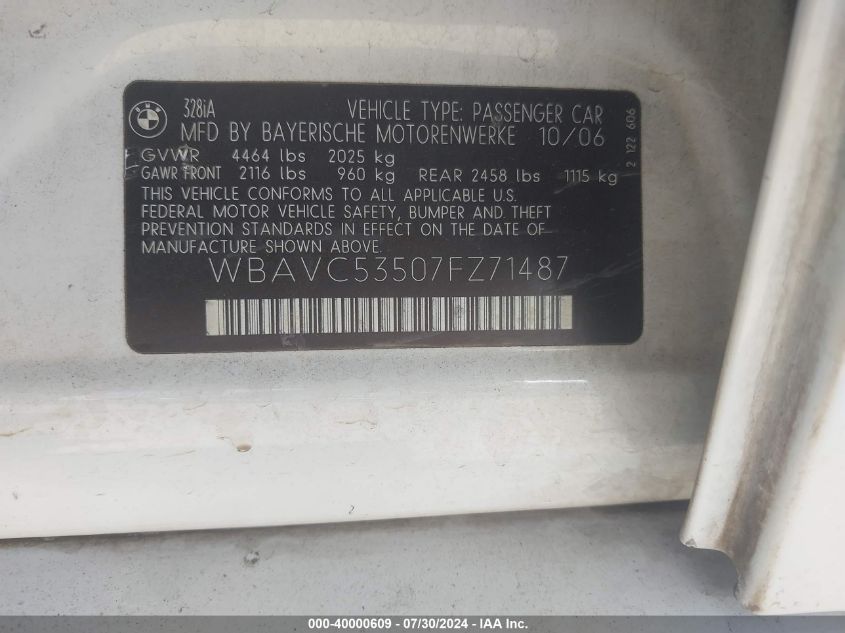 BMW
328iA
VEHICLE TYPE: PASSENGER CAR
MFD BY BAYERISCHE MOTORENWERKE 10/06
GVWR 4464 lbs 2025 kg
GAWR FRONT 2116 lbs 960 kg REAR 2458 lbs 1115 kg
THIS VEHICLE CONFORMS TO ALL APPLICABLE U.S.
FEDERAL MOTOR VEHICLE SAFETY, BUMPER AND THEFT
PREVENTION STANDARDS IN EFFECT ON THE DATE OF
MANUFACTURE SHOWN ABOVE.
WBAVC53507FZ71487
2 122 606
000-40000609 - 07/30/2024 - IAA Inc.